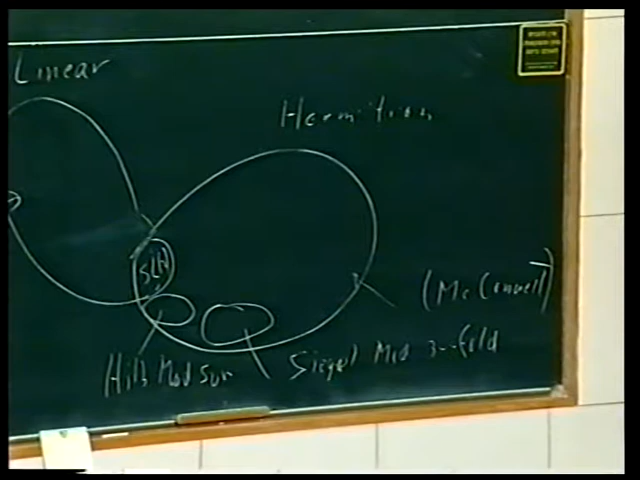 Linear
Hermitian
SL(2)
(McConnell)
Hilb Mod Sur
Siegel Mod 3-fold